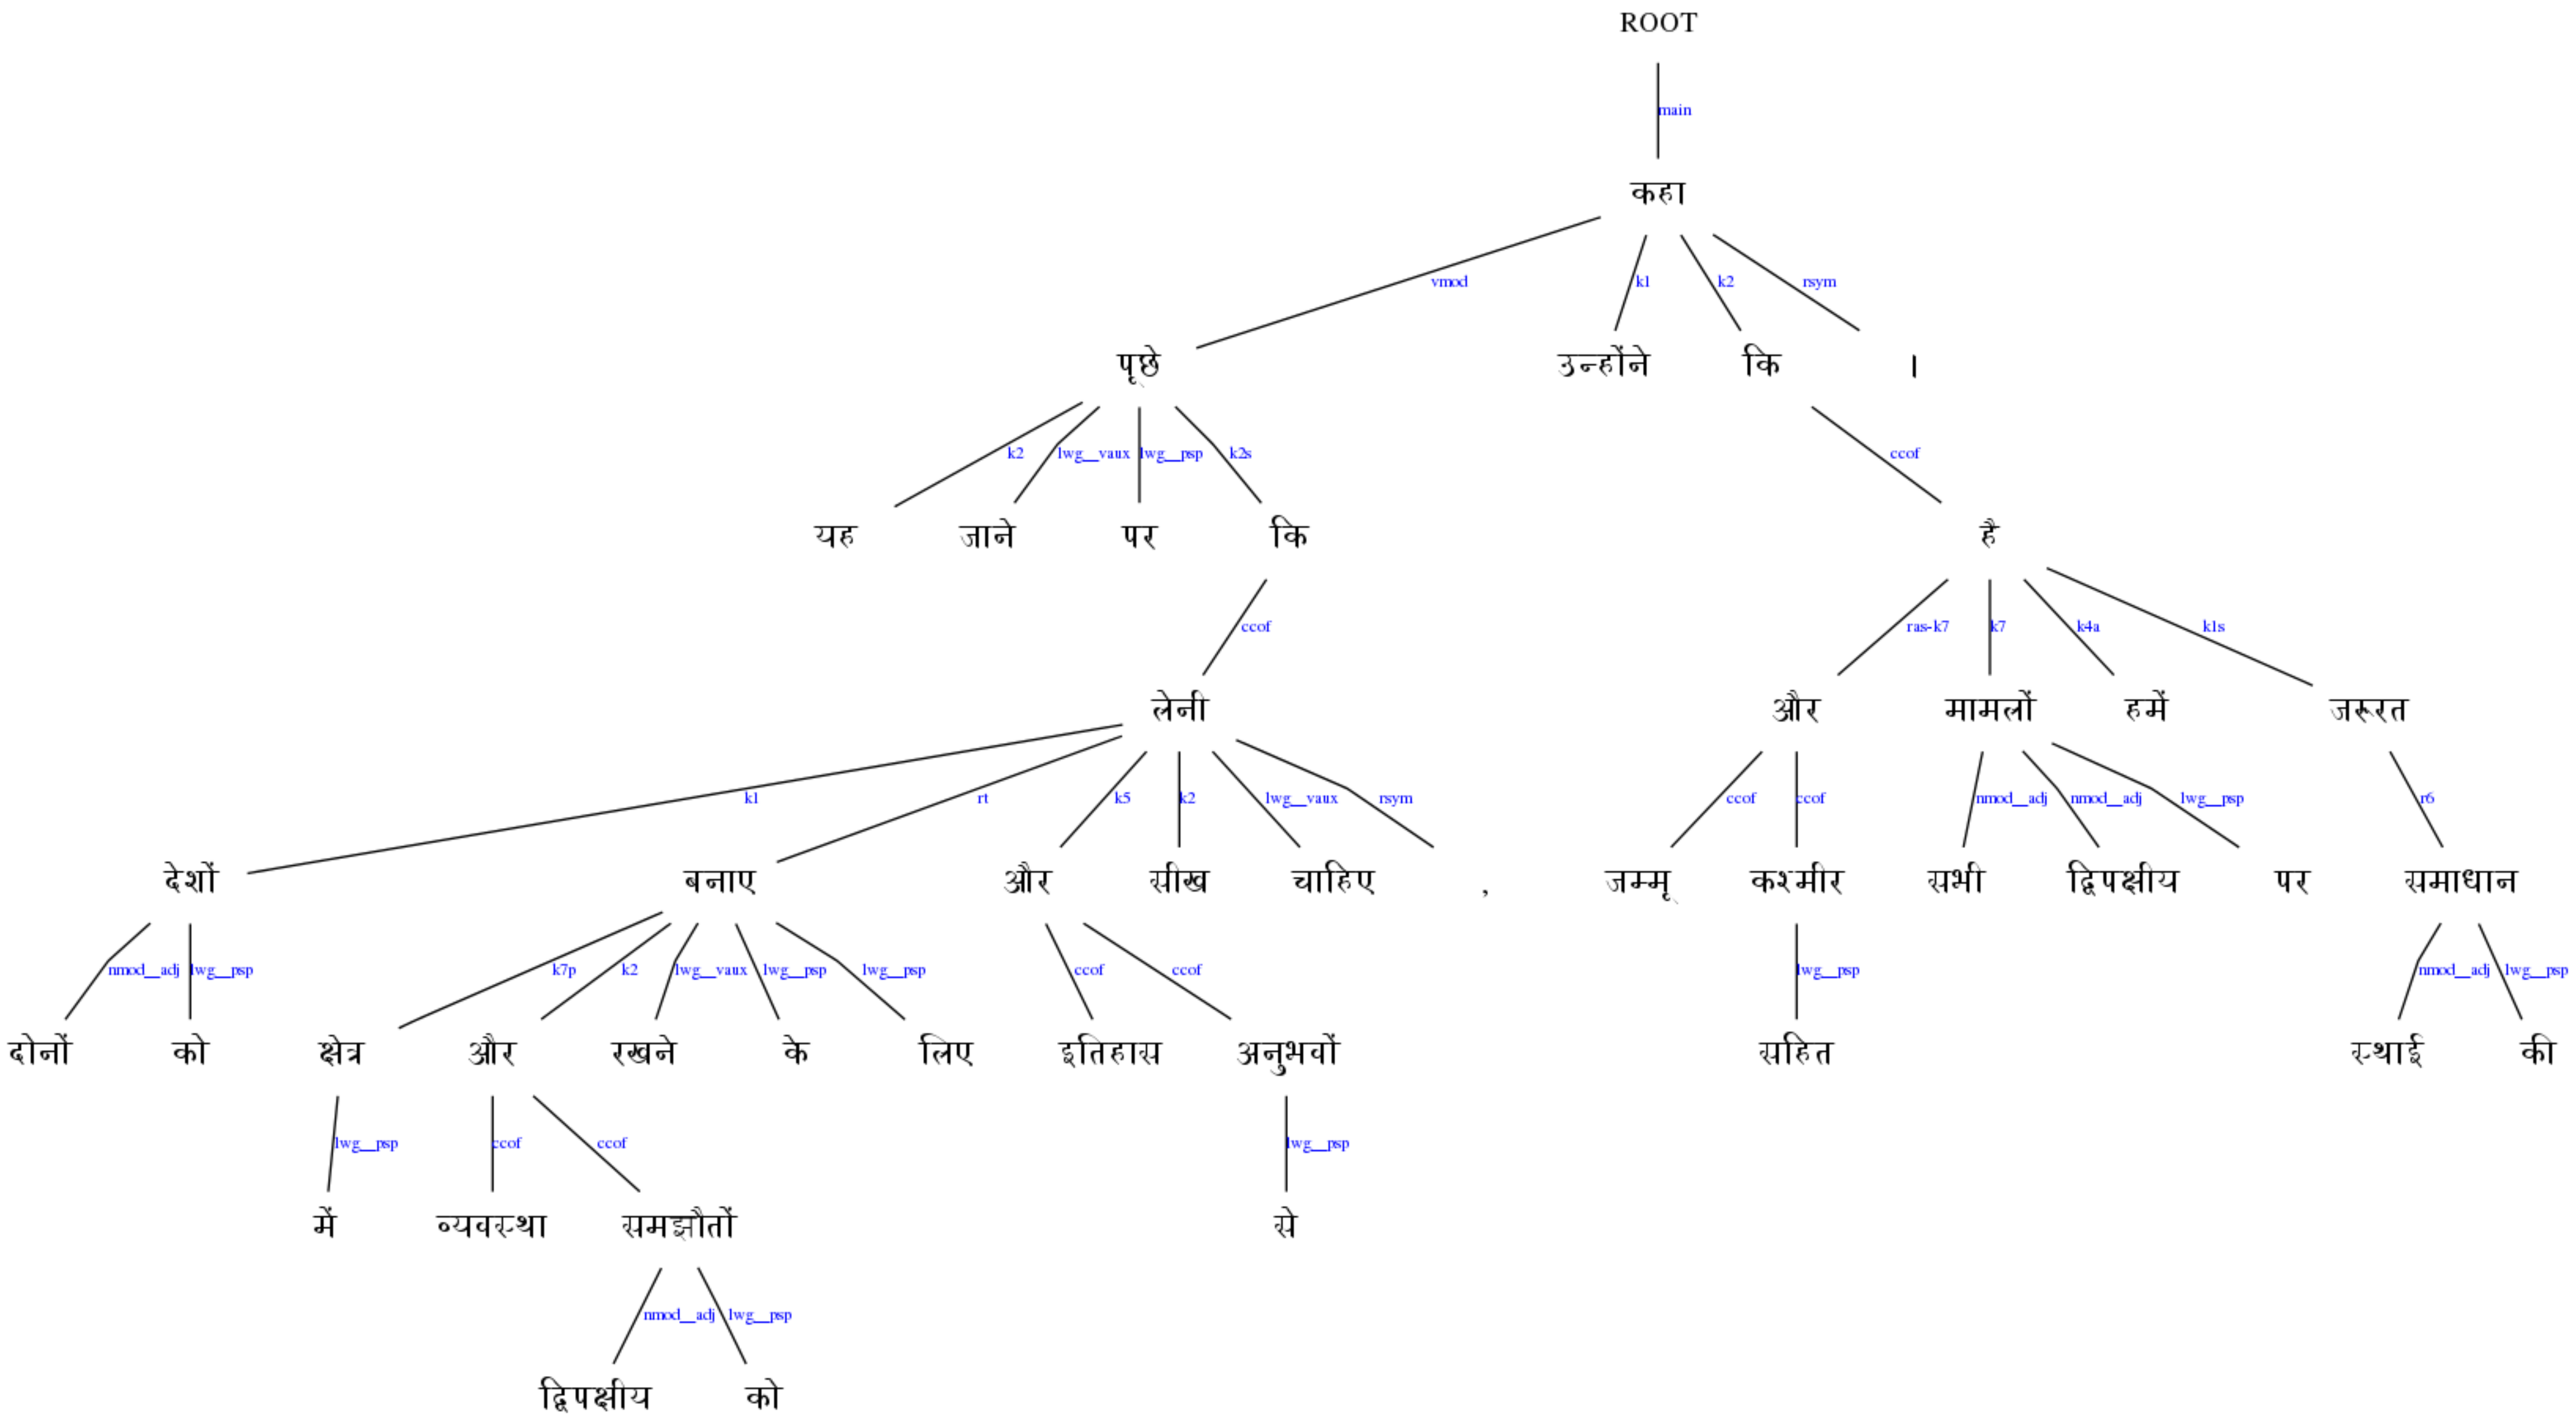 ROOT
main
कहा
vmod k1 k2 rsym
पूछे उन्होंने कि ।
k2 lwg__vaux lwg__psp k2s ccof
यह जाने पर कि है
ccof ras-k7 k7 k4a k1s
लेनी और मामलों हमें जरूरत
k1 rt k5 k2 lwg__vaux rsym ccof ccof nmod__adj nmod__adj lwg__psp r6
देशों बनाए और सीख चाहिए , जम्मू कश्मीर सभी द्विपक्षीय पर समाधान
nmod__adj lwg__psp k7p k2 lwg__vaux lwg__psp lwg__psp ccof ccof lwg__psp nmod__adj lwg__psp
दोनों को क्षेत्र और रखने के लिए इतिहास अनुभवों सहित स्थाई की
lwg__psp ccof ccof lwg__psp
में व्यवस्था समझौतों से
nmod__adj lwg__psp
द्विपक्षीय को